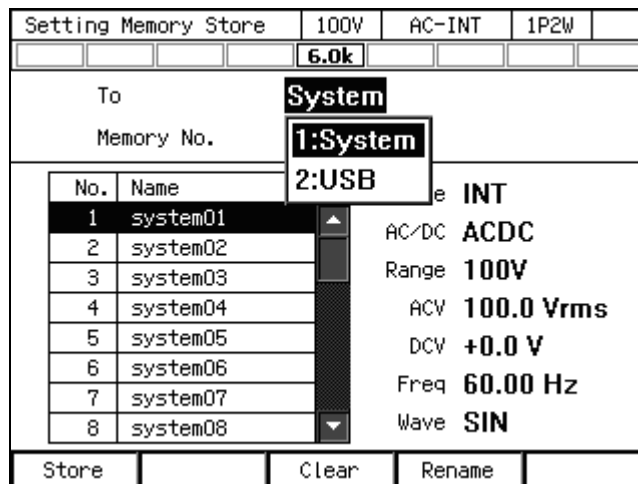 Setting Memory Store 100V AC-INT 1P2W
6.0k
To System
Memory No.
1:System
2:USB
No. Name
1 system01
2 system02
3 system03
4 system04
5 system05
6 system06
7 system07
8 system08
e INT
AC/DC ACDC
Range 100V
ACV 100.0 Vrms
DCV +0.0 V
Freq 60.00 Hz
Wave SIN
Store Clear Rename